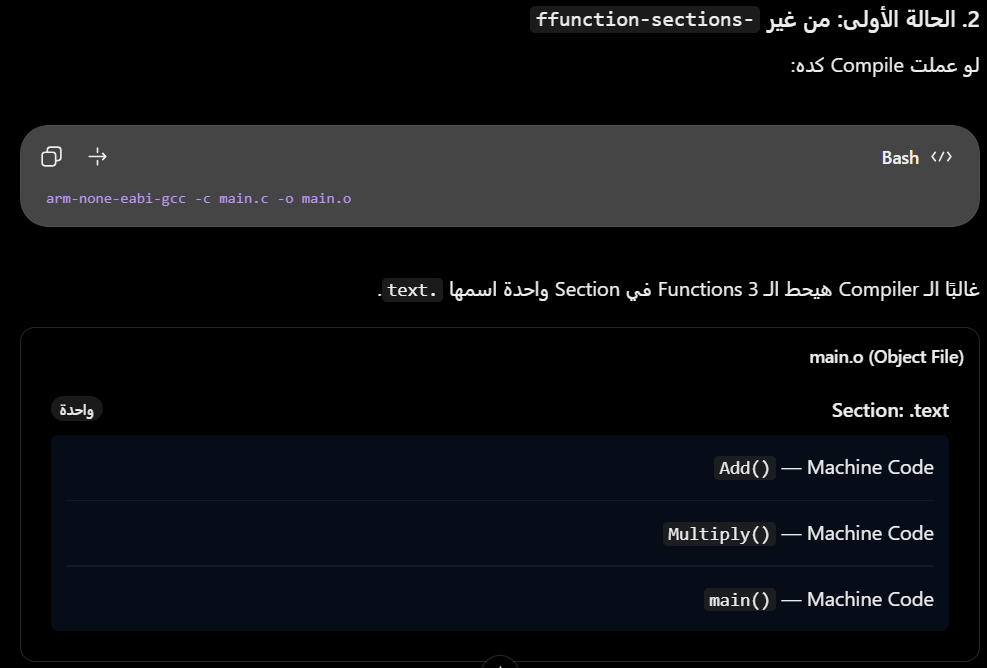 2. الحالة الأولى: من غير -ffunction-sections
لو عملت Compile كده:
Bash
arm-none-eabi-gcc -c main.c -o main.o
غالبًا الـ Compiler هيحط الـ 3 Functions في Section واحدة اسمها .text.
main.o (Object File)
Section: .text واحدة
Add() — Machine Code
Multiply() — Machine Code
main() — Machine Code